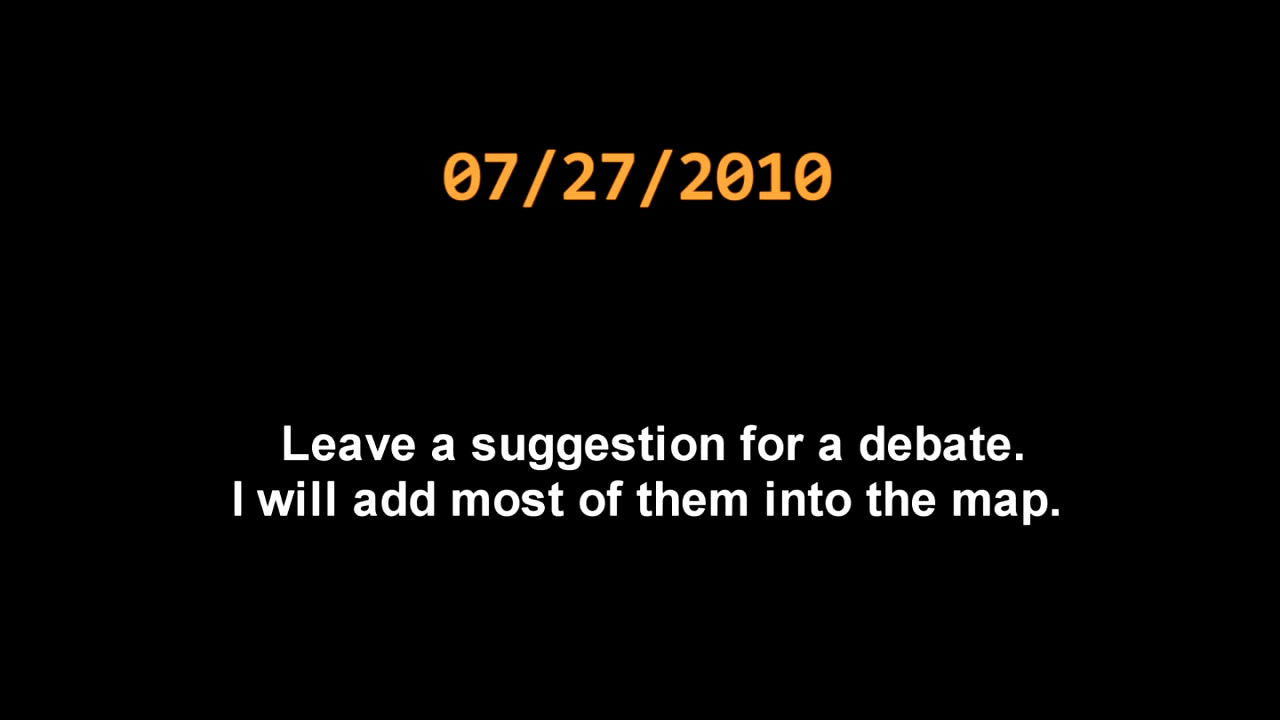 07/27/2010
Leave a suggestion for a debate.
I will add most of them into the map.